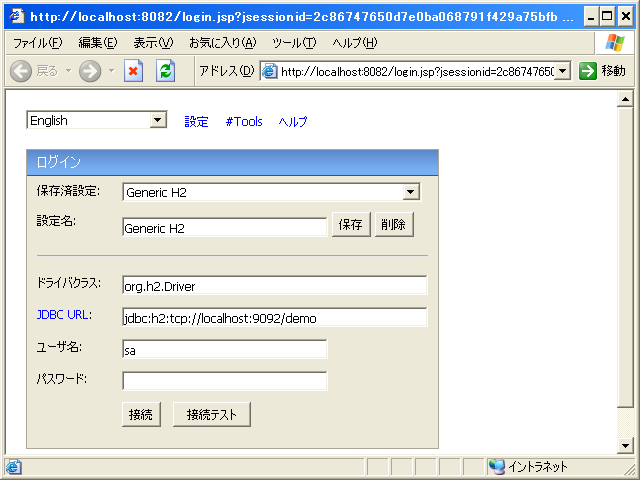 http://localhost:8082/login.jsp?jsessionid=2c86747650d7e0ba068791f429a75bfb ...
ファイル(F) 編集(E) 表示(V) お気に入り(A) ツール(T) ヘルプ(H)
戻る アドレス(D) http://localhost:8082/login.jsp?jsessionid=2c86747650 移動
English 設定 #Tools ヘルプ
ログイン
保存済設定: Generic H2
設定名: Generic H2 保存 削除
ドライバクラス: org.h2.Driver
JDBC URL: jdbc:h2:tcp://localhost:9092/demo
ユーザ名: sa
パスワード:
接続 接続テスト
イントラネット